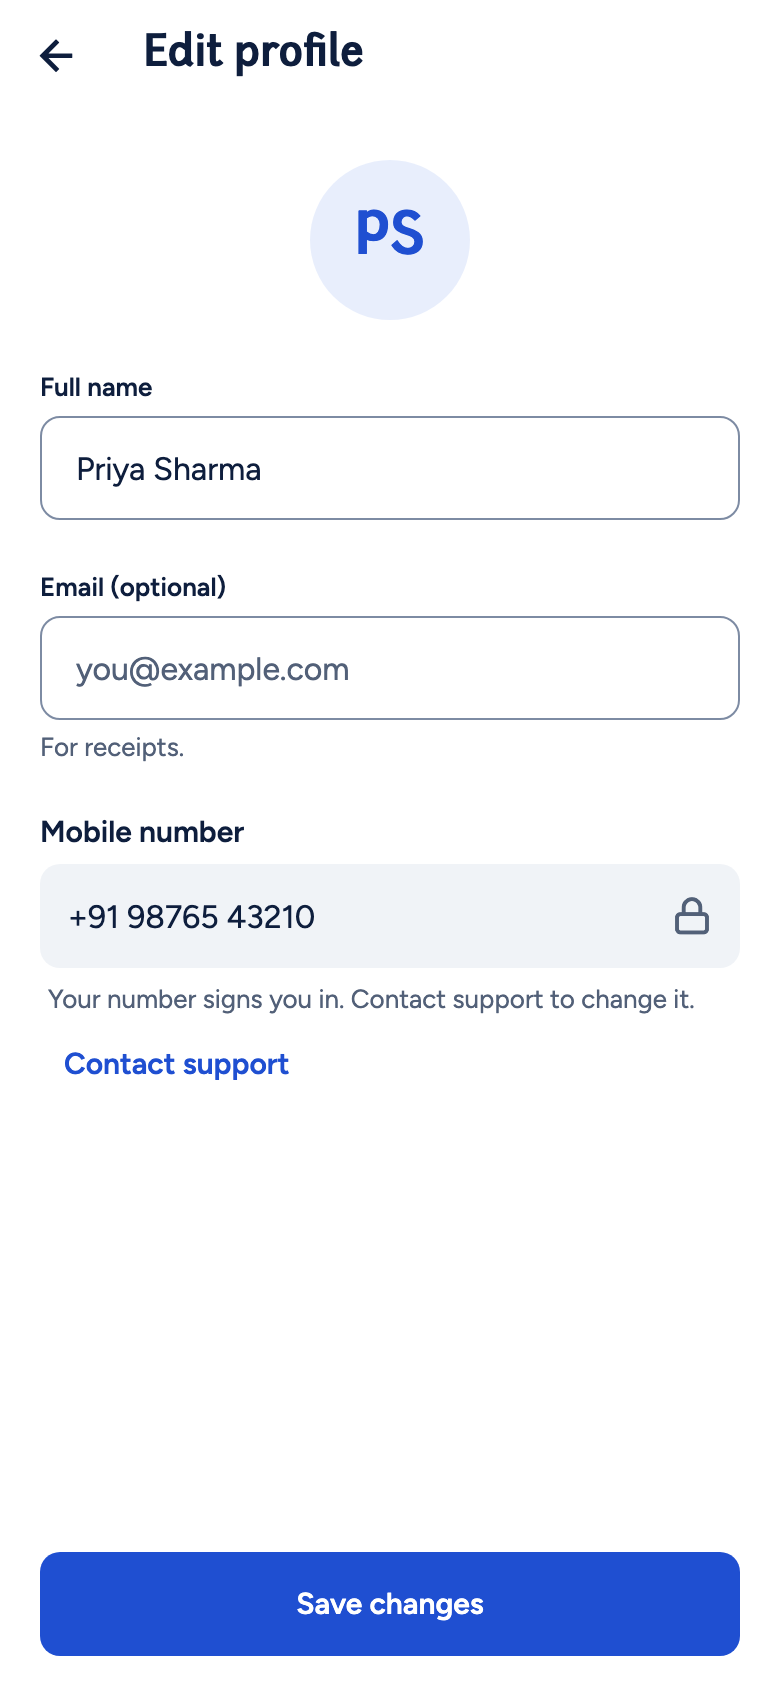 Edit profile
PS
Full name
Priya Sharma
Email (optional)
you@example.com
For receipts.
Mobile number
+91 98765 43210
Your number signs you in. Contact support to change it.
Contact support
Save changes